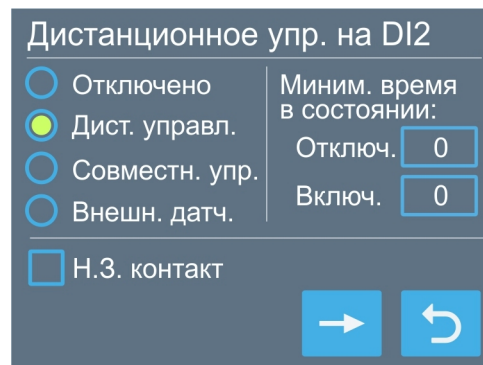 Дистанционное упр. на DI2
Отключено
Дист. управл.
Совместн. упр.
Внешн. датч.
Миним. время
в состоянии:
Отключ. 0
Включ. 0
Н.З. контакт